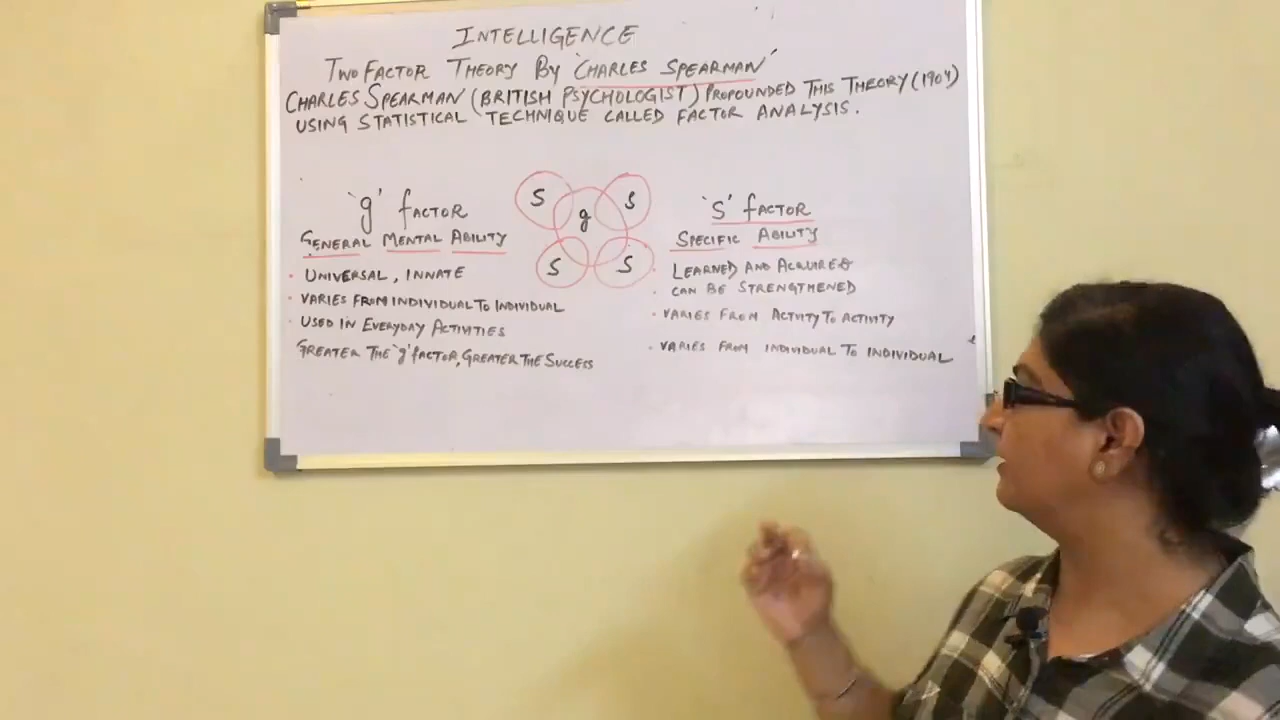 INTELLIGENCE
TWO FACTOR THEORY BY 'CHARLES SPEARMAN'
CHARLES SPEARMAN (BRITISH PSYCHOLOGIST) PROPOUNDED THIS THEORY (1904)
USING STATISTICAL TECHNIQUE CALLED FACTOR ANALYSIS.
'g' FACTOR
GENERAL MENTAL ABILITY
• UNIVERSAL, INNATE
• VARIES FROM INDIVIDUAL TO INDIVIDUAL
• USED IN EVERYDAY ACTIVITIES
GREATER THE 'g' FACTOR, GREATER THE SUCCESS
S S
g
S S
'S' FACTOR
SPECIFIC ABILITY
• LEARNED AND ACQUIRED
• CAN BE STRENGTHENED
• VARIES FROM ACTVITY TO ACTIVITY
• VARIES FROM INDIVIDUAL TO INDIVIDUAL